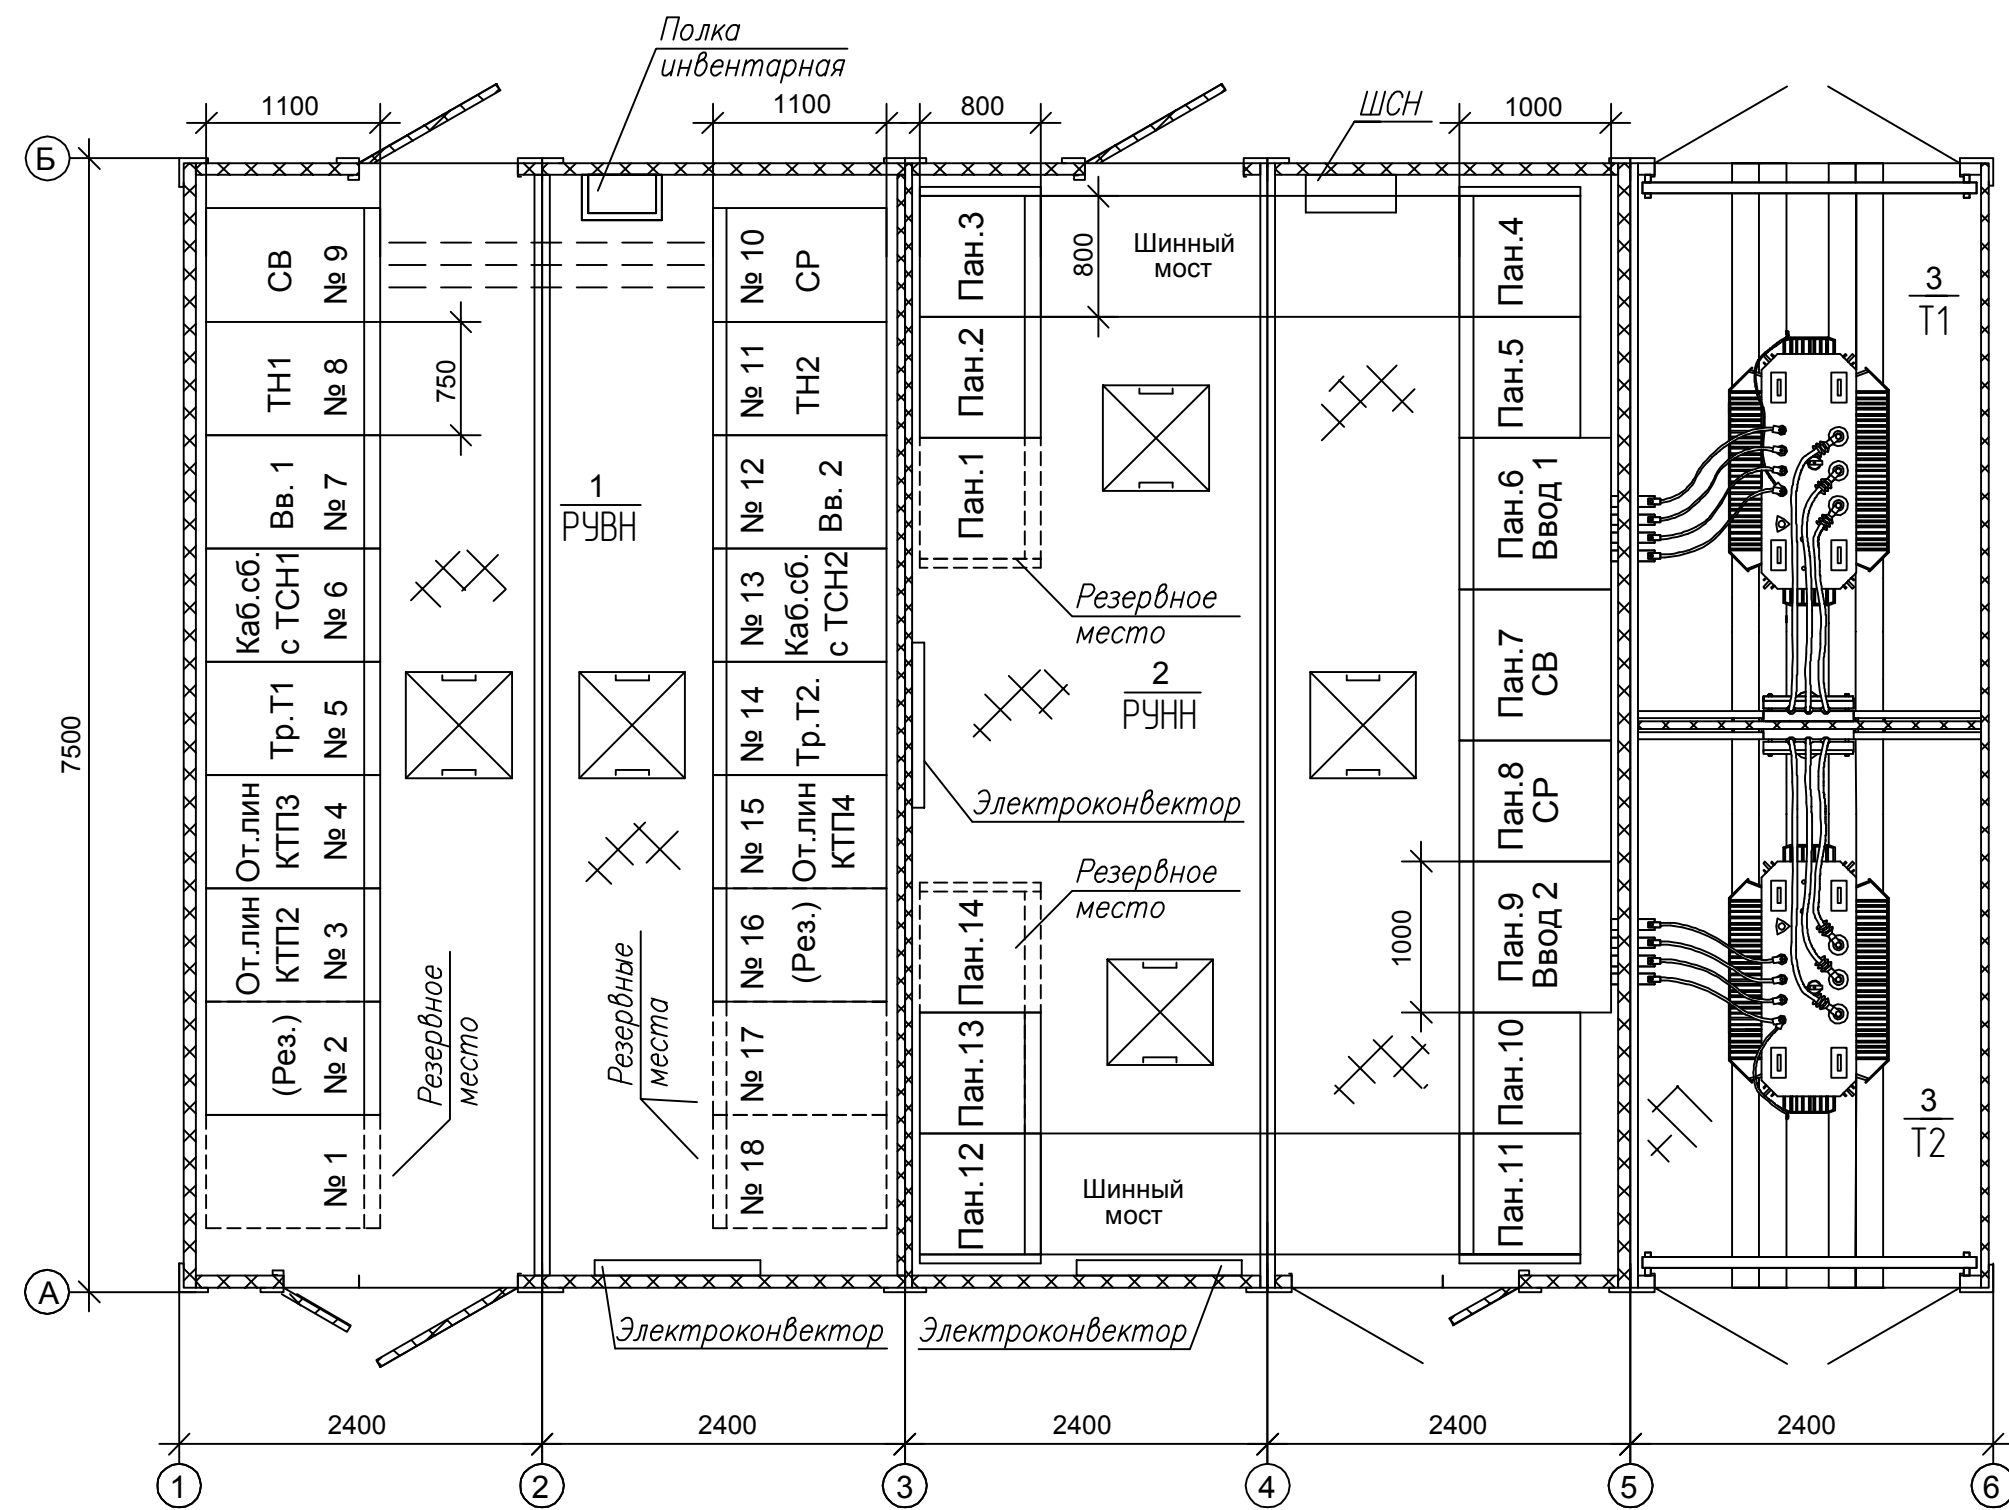 Полка
инвентарная
1100
1100
800
ШСН
1000
Б
СВ
№ 9
ТН1
№ 8
Вв. 1
№ 7
Каб.сб.
с ТСН1
№ 6
Тр.Т1
№ 5
От.лин
КТП3
№ 4
От.лин
КТП2
№ 3
(Рез.)
№ 2
№ 1
750
Резервное
место
1
РУВН
№ 10
СР
№ 11
ТН2
№ 12
Вв. 2
№ 13
Каб.сб.
с ТСН2
№ 14
Тр.Т2.
№ 15
От.лин
КТП4
№ 16
(Рез.)
№ 17
№ 18
Резервные
места
Пан.3
Пан.2
Пан.1
800
Шинный
мост
Резервное
место
2
РУНН
Электроконвектор
Резервное
место
Пан.14
Пан.13
Пан.12
Шинный
мост
Пан.4
Пан.5
Пан.6
Ввод 1
Пан.7
СВ
Пан.8
СР
Пан.9
Ввод 2
1000
Пан.10
Пан.11
3
Т1
3
Т2
7500
А
Электроконвектор
Электроконвектор
2400
2400
2400
2400
2400
1
2
3
4
5
6